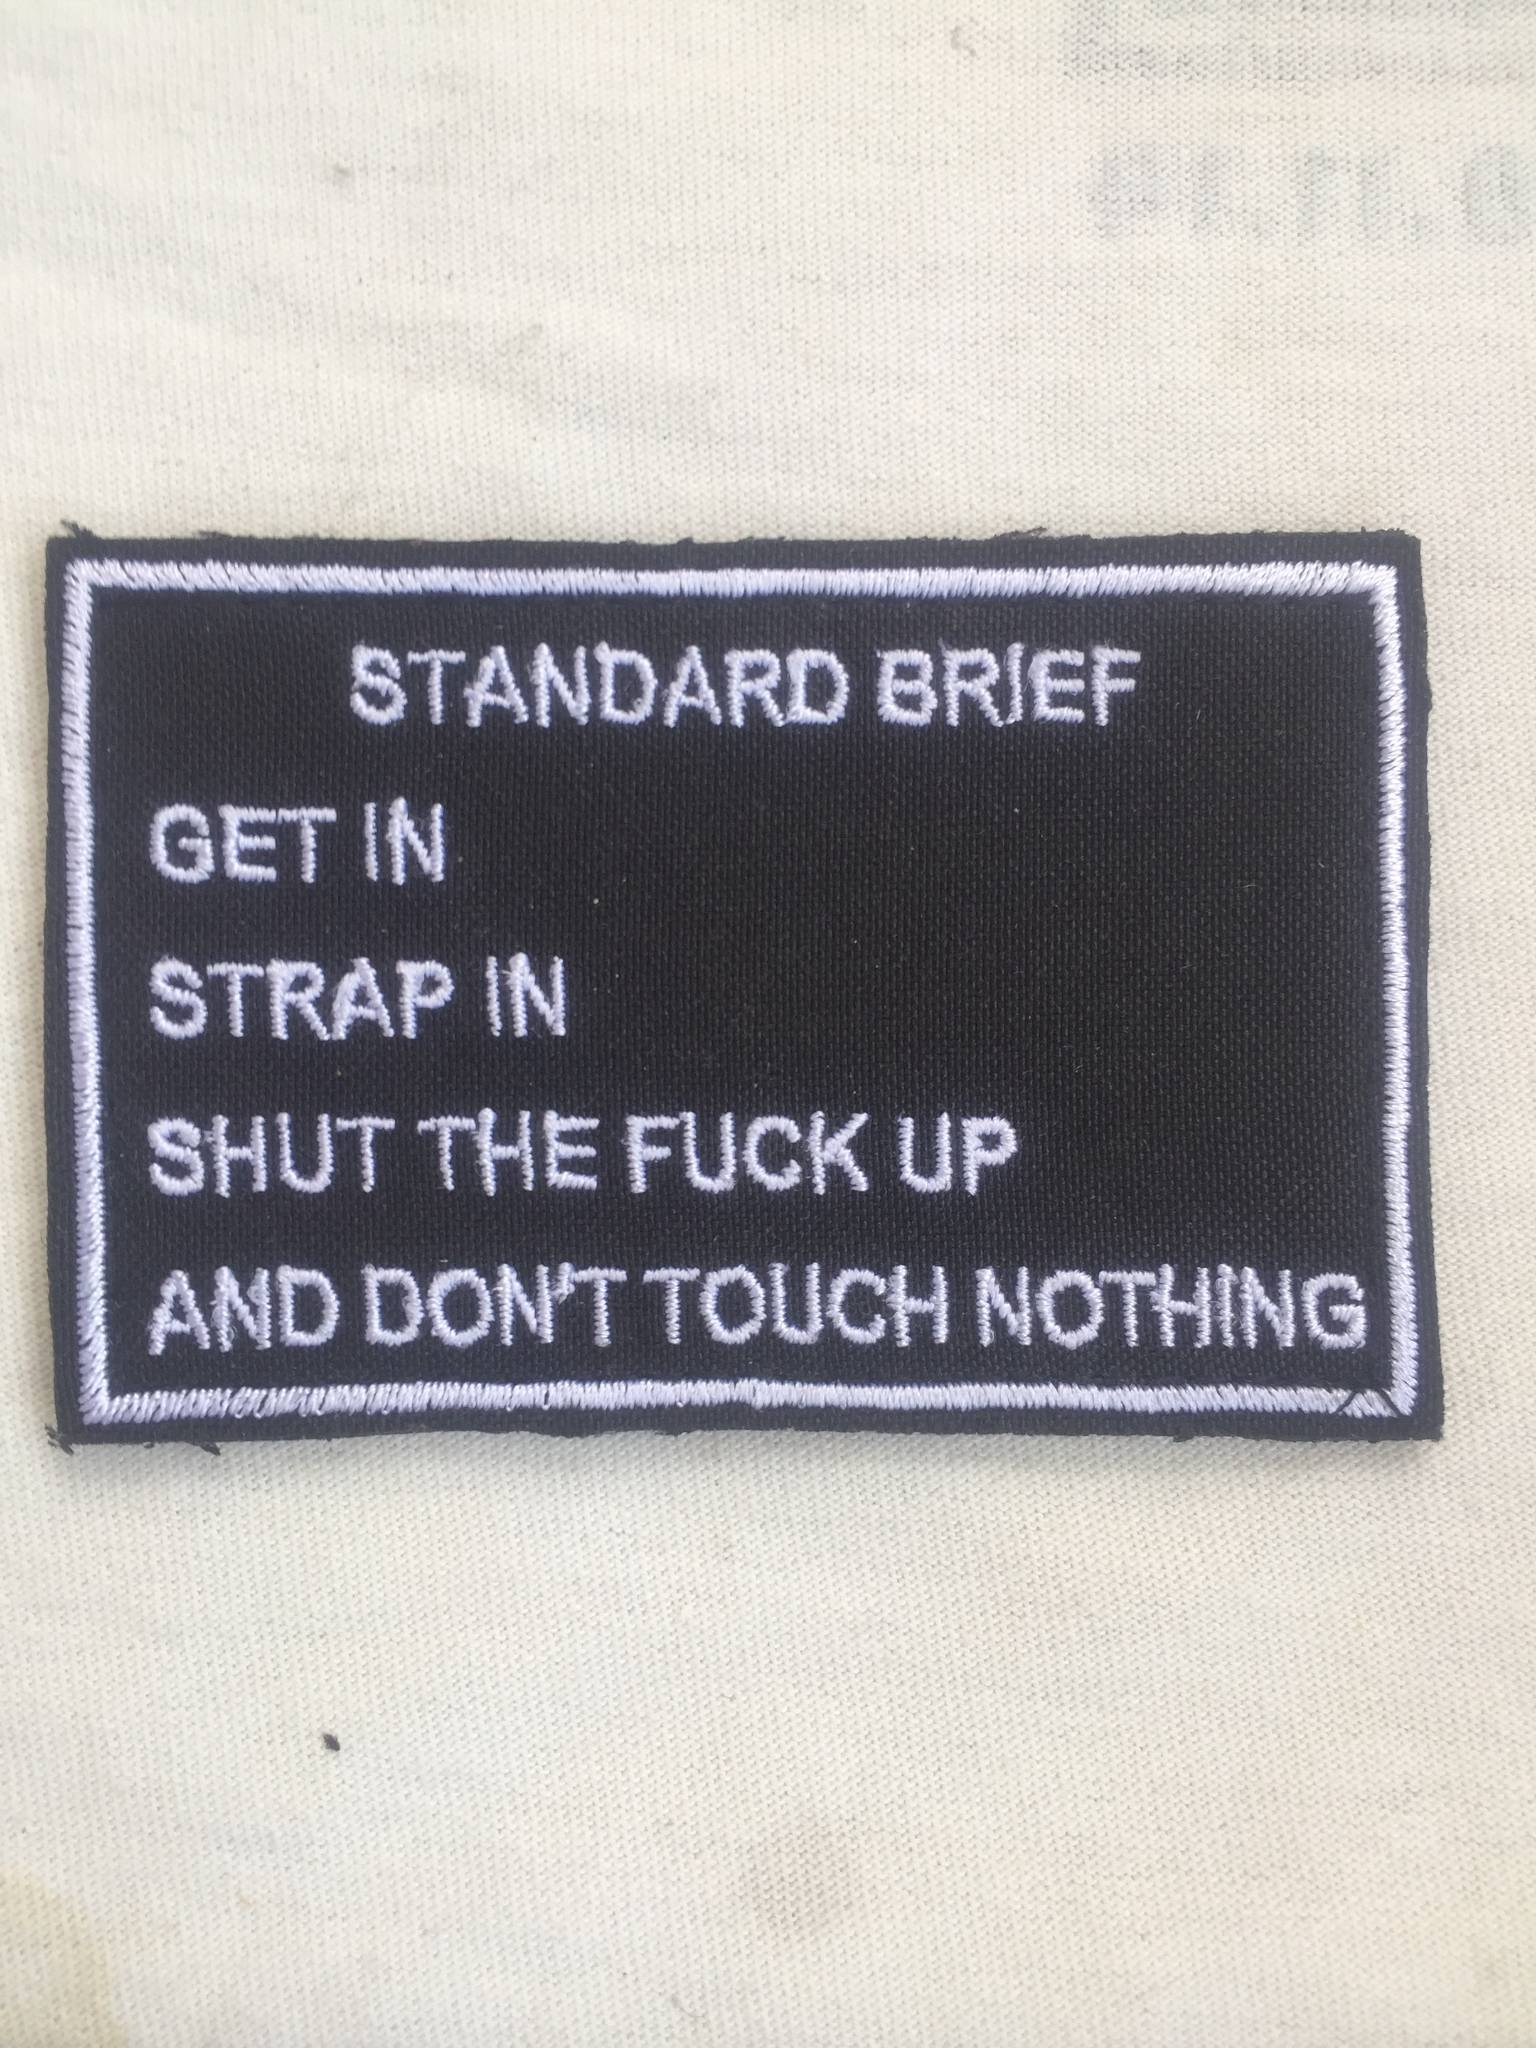 STANDARD BRIEF
GET IN
STRAP IN
SHUT THE FUCK UP
AND DON'T TOUCH NOTHING